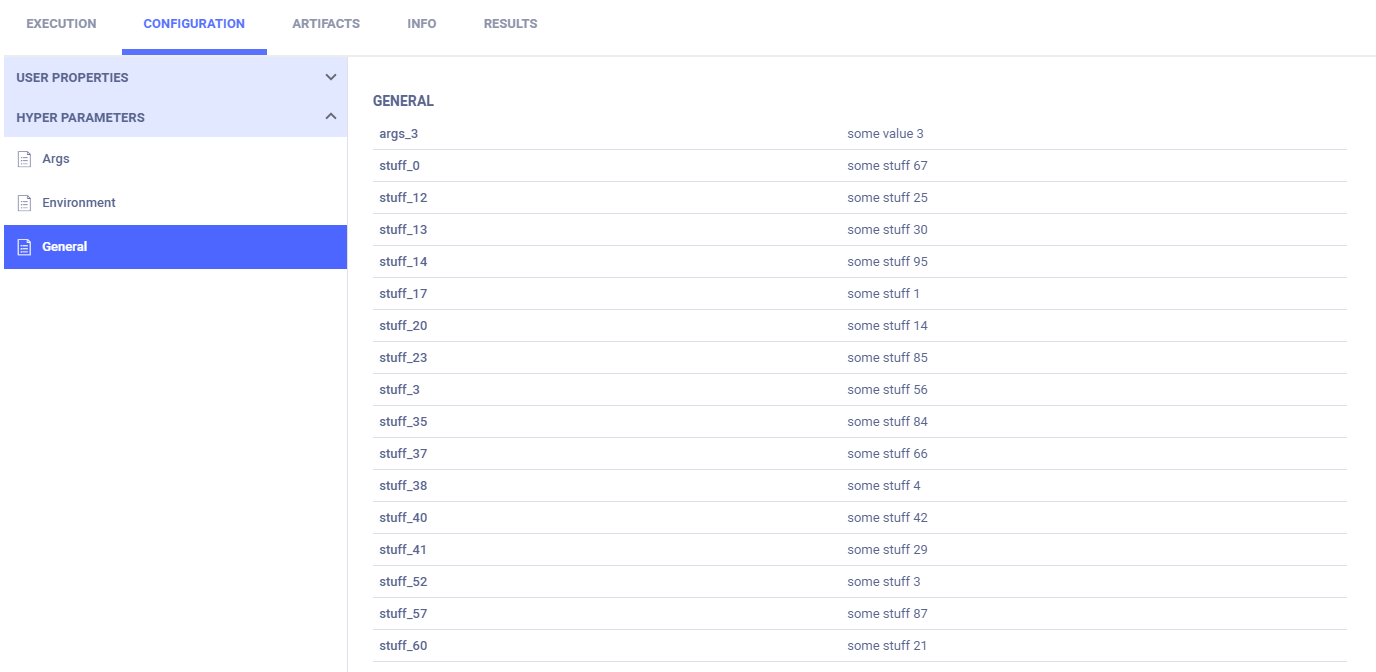 EXECUTION CONFIGURATION ARTIFACTS INFO RESULTS
USER PROPERTIES
HYPER PARAMETERS
Args
Environment
General
GENERAL
args_3 some value 3
stuff_0 some stuff 67
stuff_12 some stuff 25
stuff_13 some stuff 30
stuff_14 some stuff 95
stuff_17 some stuff 1
stuff_20 some stuff 14
stuff_23 some stuff 85
stuff_3 some stuff 56
stuff_35 some stuff 84
stuff_37 some stuff 66
stuff_38 some stuff 4
stuff_40 some stuff 42
stuff_41 some stuff 29
stuff_52 some stuff 3
stuff_57 some stuff 87
stuff_60 some stuff 21